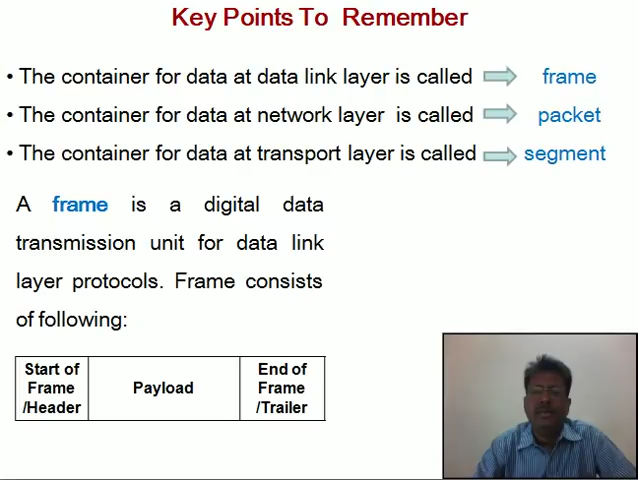 Key Points To Remember
• The container for data at data link layer is called frame
• The container for data at network layer is called packet
• The container for data at transport layer is called segment
A frame is a digital data
transmission unit for data link
layer protocols. Frame consists
of following:
Start of
Frame
/Header
Payload
End of
Frame
/Trailer